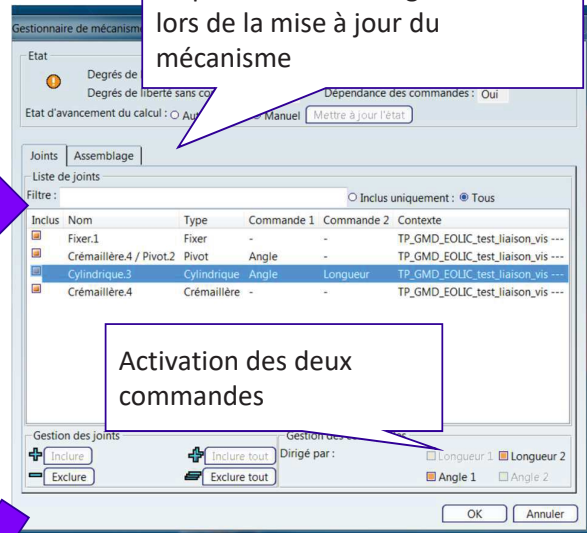 lors de la mise à jour du
mécanisme
Gestionnaire de mécanisme
Etat
Degrés de
Degrés de liberté sans
Dépendance des commandes : Oui
Etat d'avancement du calcul :
Manuel
Mettre à jour l'état
Joints
Assemblage
Liste de joints
Filtre :
Inclus uniquement :
Tous
Inclus Nom Type Commande 1 Commande 2 Contexte
Fixer.1 Fixer - - TP_GMD_EOLIC_test_liaison_vis ---
Crémaillère.4 / Pivot.2 Pivot Angle - TP_GMD_EOLIC_test_liaison_vis ---
Cylindrique.3 Cylindrique Angle Longueur TP_GMD_EOLIC_test_liaison_vis ---
Crémaillère.4 Crémaillère - - TP_GMD_EOLIC_test_liaison_vis ---
Activation des deux
commandes
Gestion des joints
Inclure
Inclure tout
Exclure
Exclure tout
Gestion des
Dirigé par :
Longueur 1
Longueur 2
Angle 1
Angle 2
OK
Annuler